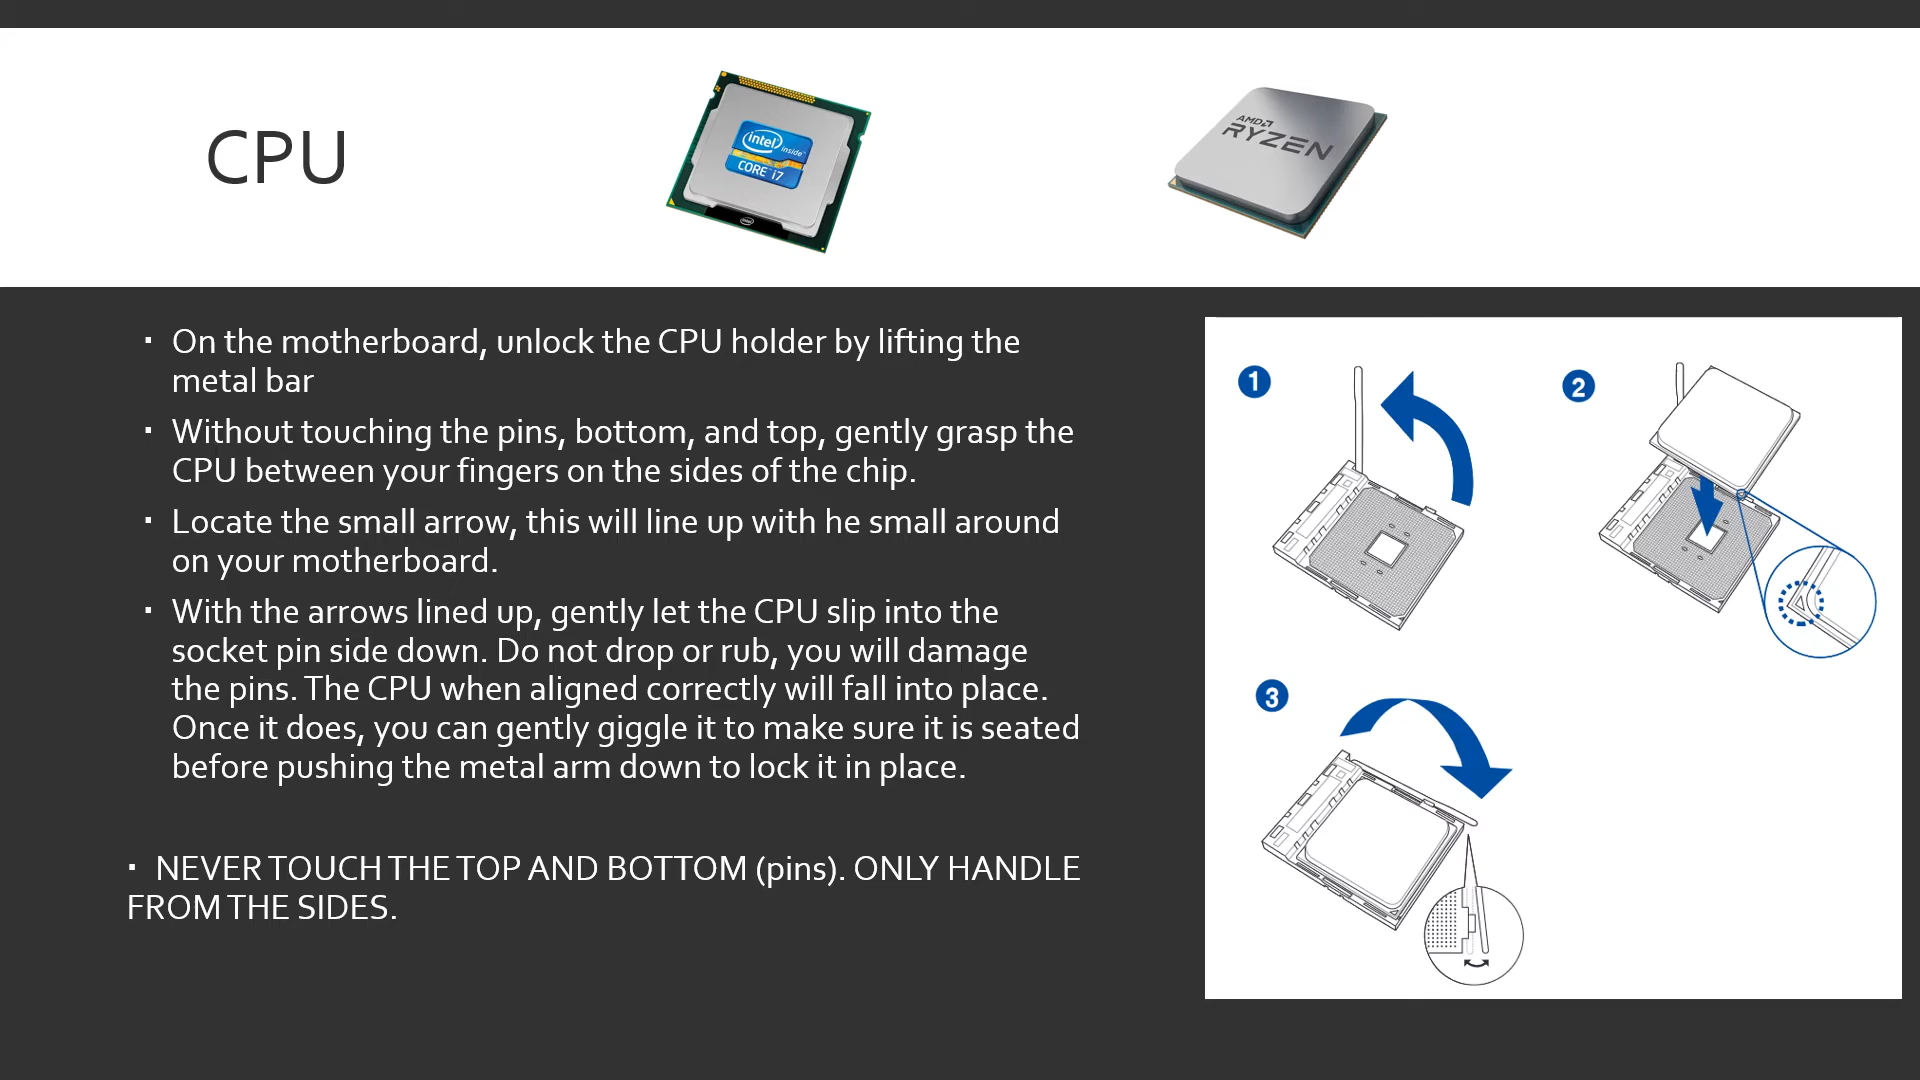 CPU
intel inside™
CORE™ i7
intel
AMD
RYZEN
▪ On the motherboard, unlock the CPU holder by lifting the
metal bar
▪ Without touching the pins, bottom, and top, gently grasp the
CPU between your fingers on the sides of the chip.
▪ Locate the small arrow, this will line up with he small around
on your motherboard.
▪ With the arrows lined up, gently let the CPU slip into the
socket pin side down. Do not drop or rub, you will damage
the pins. The CPU when aligned correctly will fall into place.
Once it does, you can gently giggle it to make sure it is seated
before pushing the metal arm down to lock it in place.
▪ NEVER TOUCH THE TOP AND BOTTOM (pins). ONLY HANDLE
FROM THE SIDES.
1
2
3